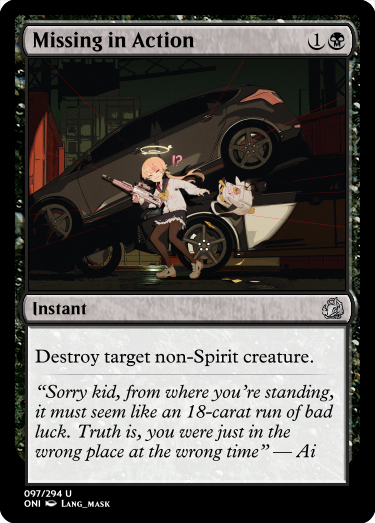 Missing in Action 1
!?
Instant
Destroy target non-Spirit creature.
“Sorry kid, from where you’re standing,
it must seem like an 18-carat run of bad
luck. Truth is, you were just in the
wrong place at the wrong time” — Ai
097/294 U
ONI LANG_MASK